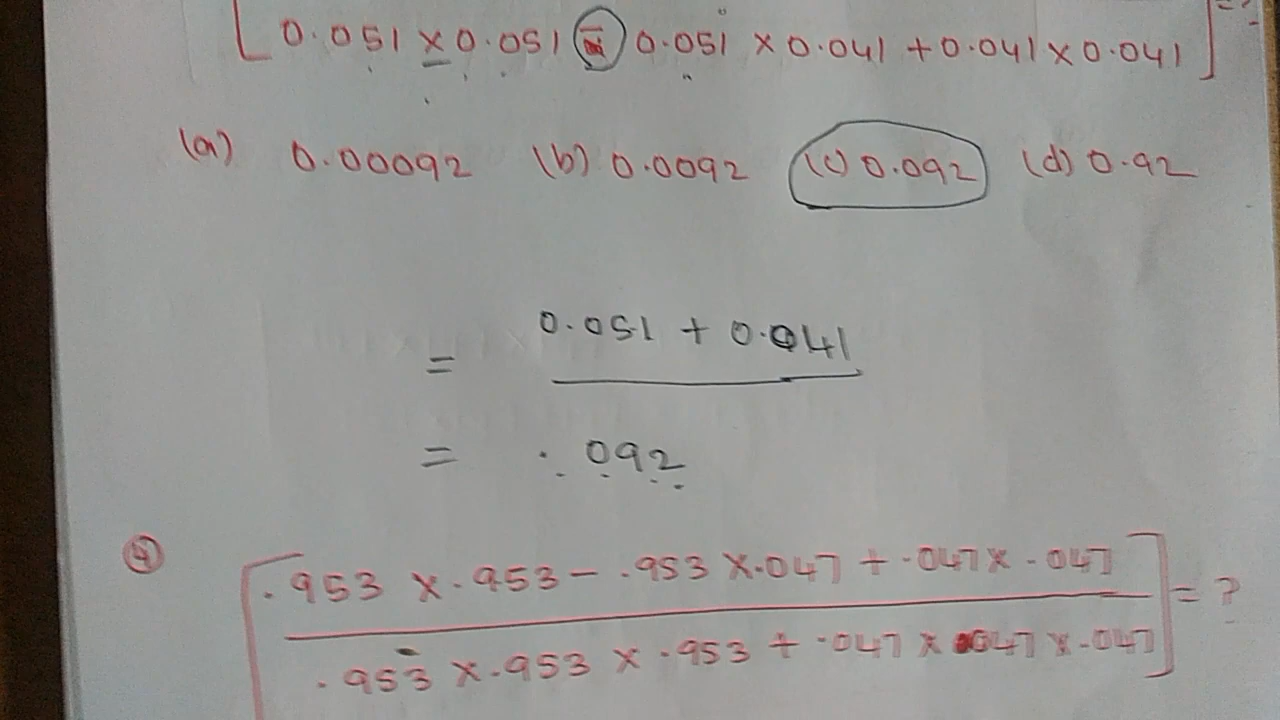 [0.051 × 0.051 - 0.051 × 0.041 + 0.041 × 0.041] = ?
(a) 0.00092 (b) 0.0092 (c) 0.092 (d) 0.92
= 0.051 + 0.041
= .092
④ [.953 × .953 - .953 × .047 + .047 × .047
.953 × .953 × .953 + .047 × .047 × .047] = ?